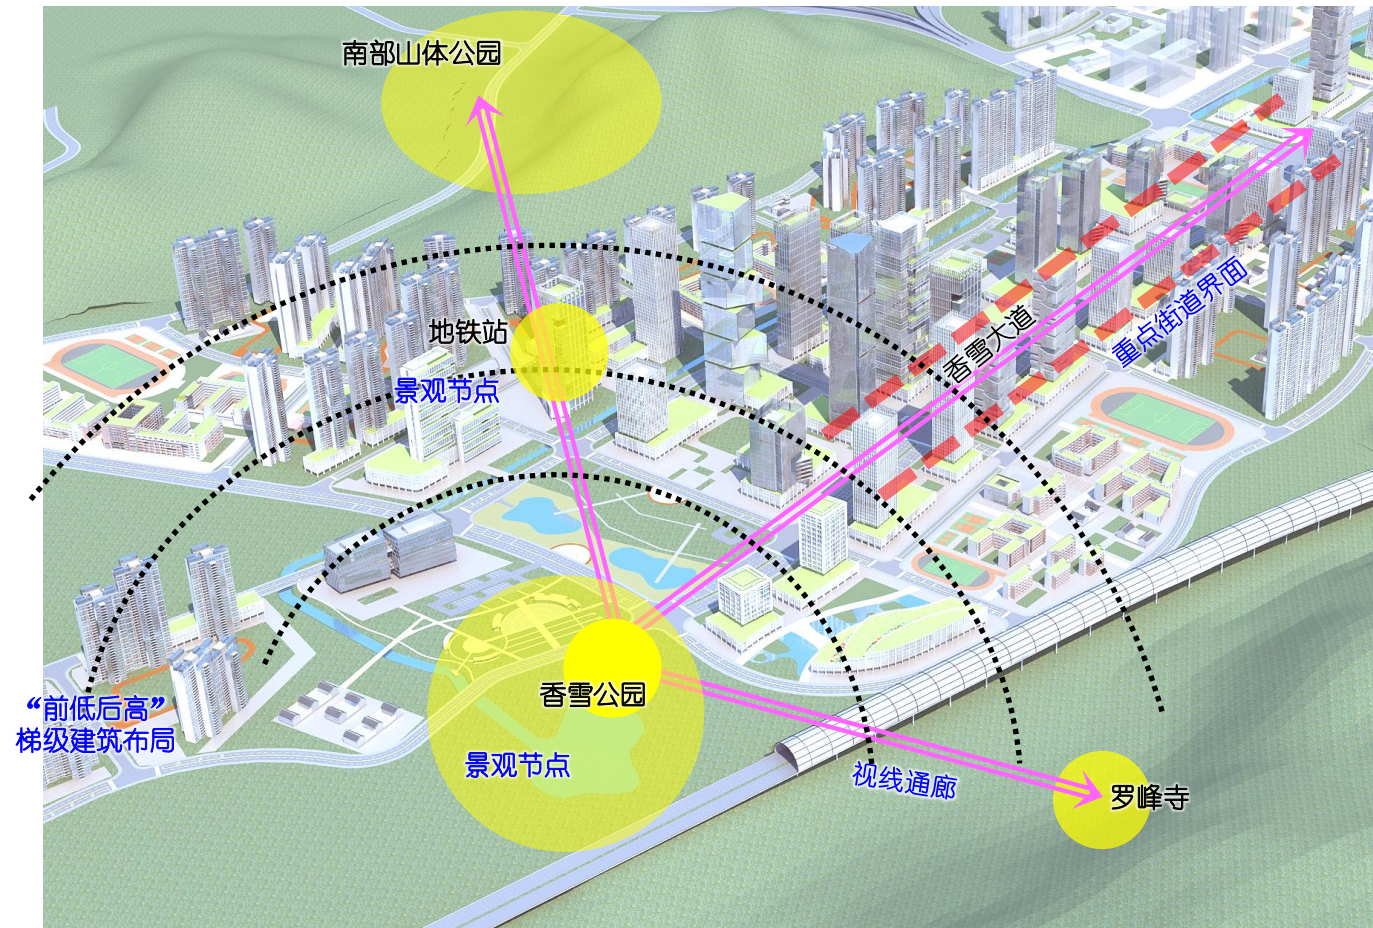 南部山体公园
地铁站
景观节点
香雪大道
重点街道界面
香雪公园
景观节点
“前低后高”
梯级建筑布局
视线通廊
罗峰寺